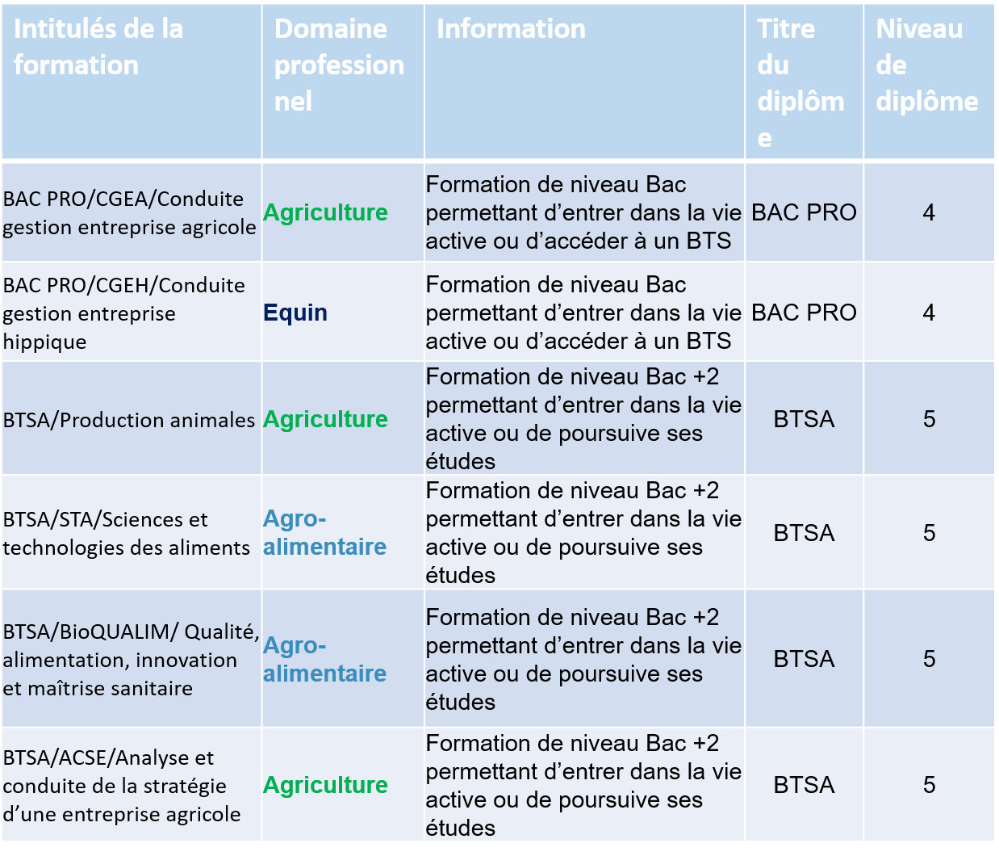 Intitulés de la
formation
Domaine
profession
nel
Information
Titre
du
diplôm
e
Niveau
de
diplôme
BAC PRO/CGEA/Conduite
gestion entreprise agricole
Agriculture
Formation de niveau Bac
permettant d’entrer dans la vie
active ou d’accéder à un BTS
BAC PRO
4
BAC PRO/CGEH/Conduite
gestion entreprise
hippique
Equin
Formation de niveau Bac
permettant d’entrer dans la vie
active ou d’accéder à un BTS
BAC PRO
4
BTSA/Production animales
Agriculture
Formation de niveau Bac +2
permettant d’entrer dans la vie
active ou de poursuive ses
études
BTSA
5
BTSA/STA/Sciences et
technologies des aliments
Agro-
alimentaire
Formation de niveau Bac +2
permettant d’entrer dans la vie
active ou de poursuive ses
études
BTSA
5
BTSA/BioQUALIM/ Qualité,
alimentation, innovation
et maîtrise sanitaire
Agro-
alimentaire
Formation de niveau Bac +2
permettant d’entrer dans la vie
active ou de poursuive ses
études
BTSA
5
BTSA/ACSE/Analyse et
conduite de la stratégie
d’une entreprise agricole
Agriculture
Formation de niveau Bac +2
permettant d’entrer dans la vie
active ou de poursuive ses
études
BTSA
5